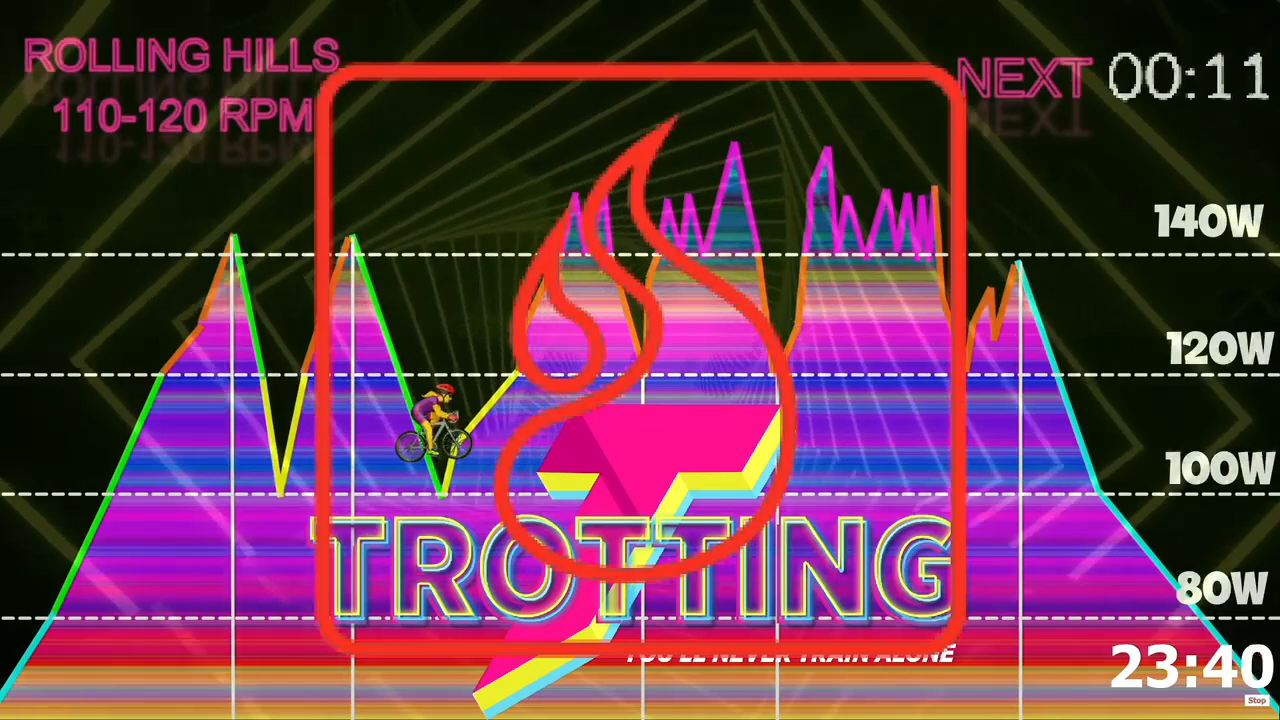 ROLLING HILLS
110-120 RPM
NEXT 00:11
140W
120W
100W
80W
TROTTING
YOU'LL NEVER TRAIN ALONE
23:40
Stop